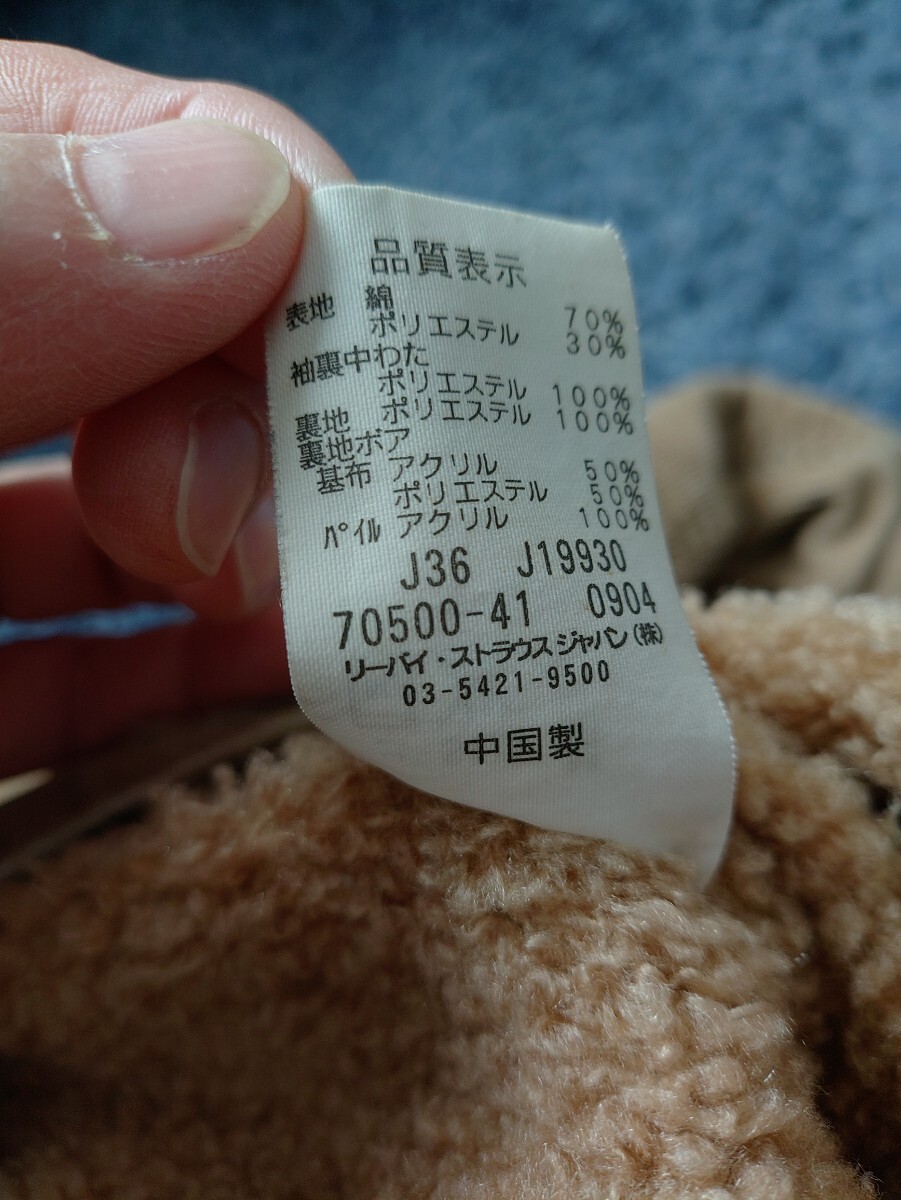 品質表示
表地 綿 70%
ポリエステル 30%
袖裏中わた
ポリエステル 100%
裏地 ポリエステル 100%
裏地ボア
基布 アクリル 50%
ポリエステル 50%
パイル アクリル 100%
J36 J19930
70500-41 0904
リーバイ・ストラウスジャパン(株)
03-5421-9500
中国製